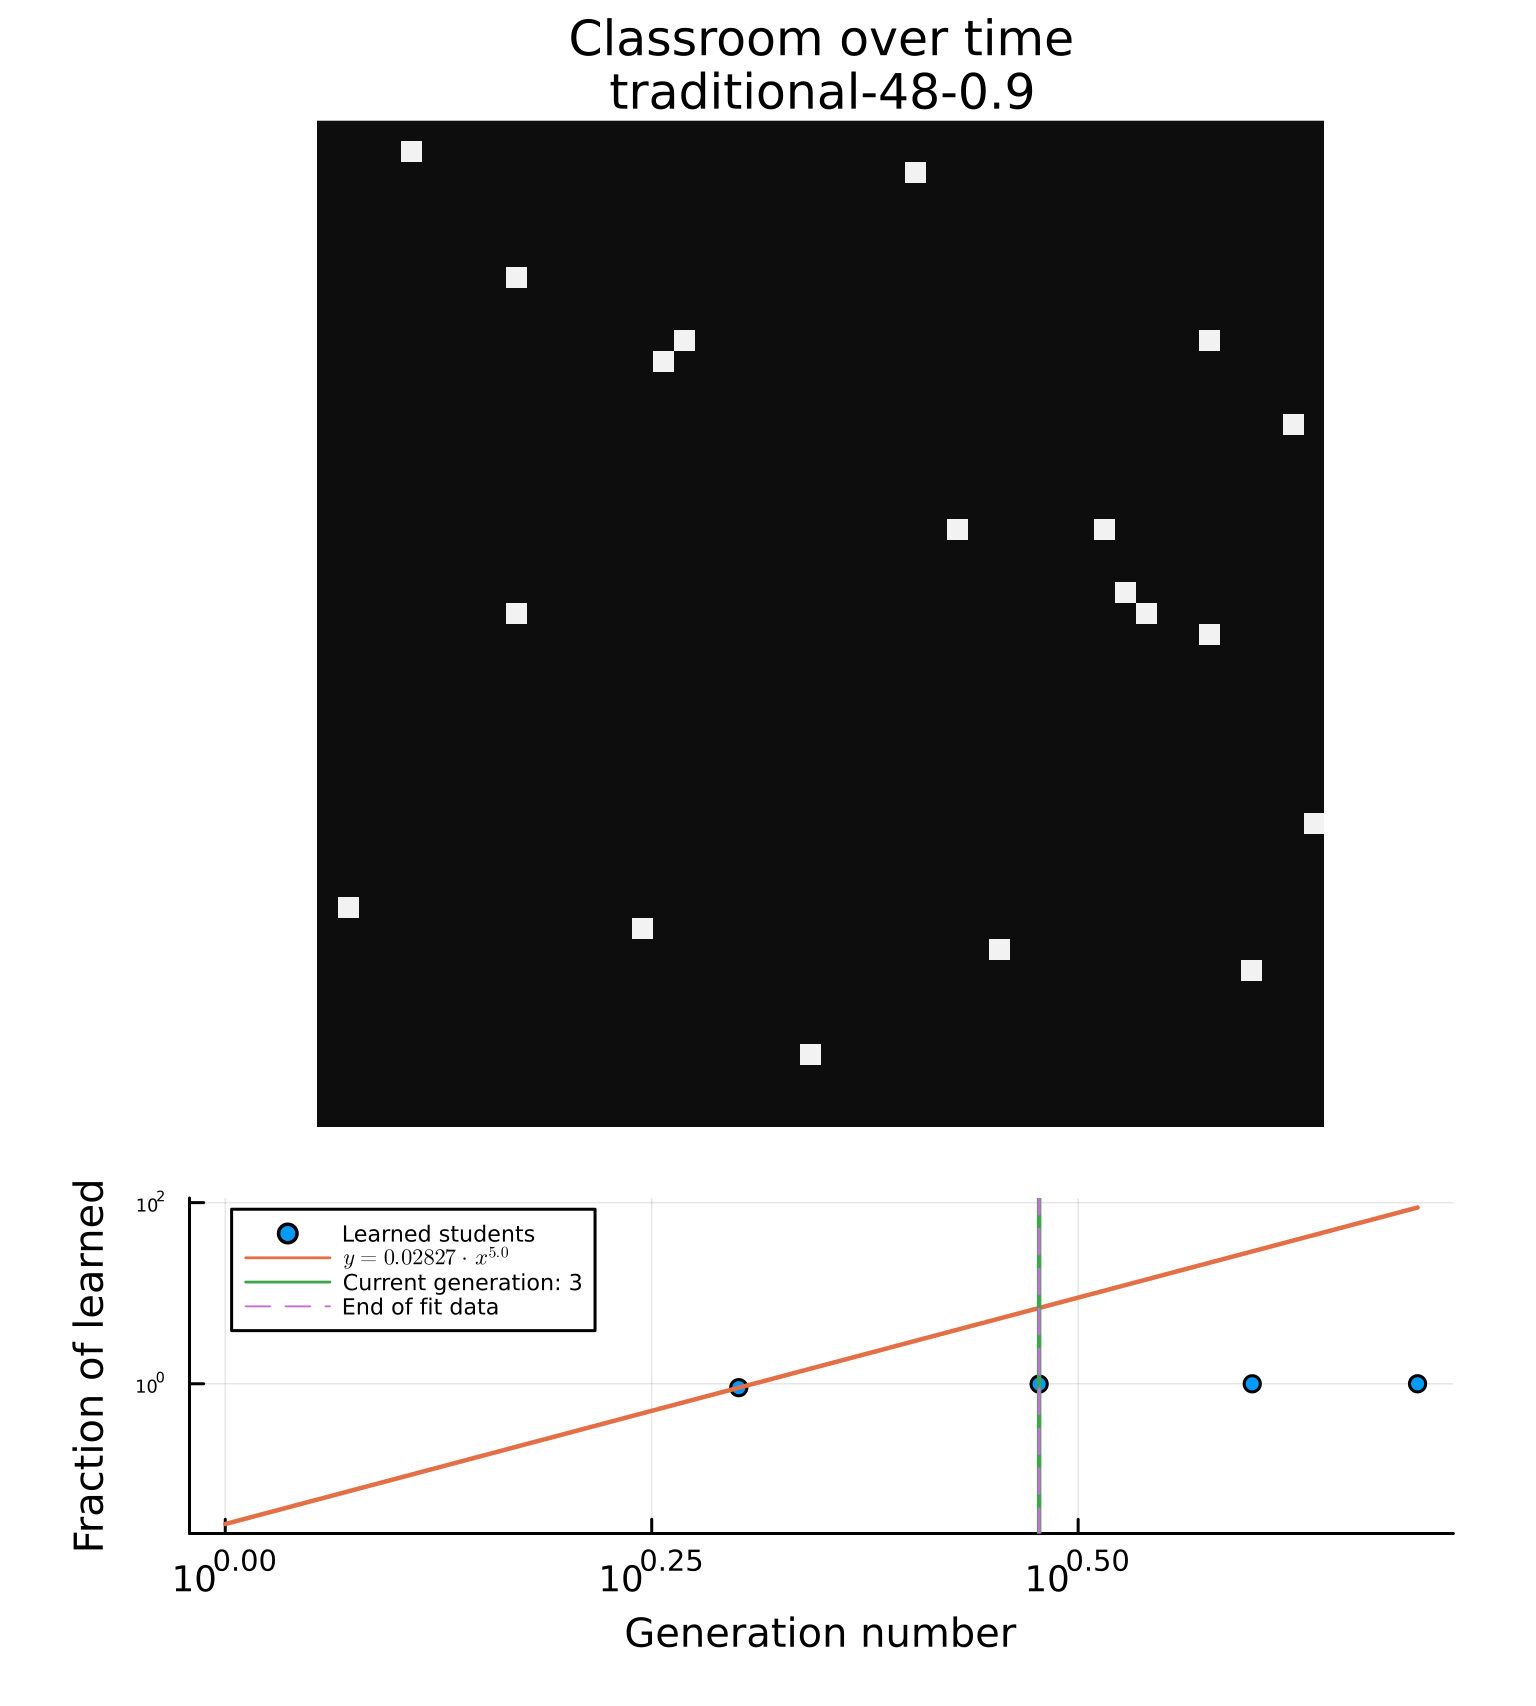 Classroom over time
traditional-48-0.9
Fraction of learned
10^2
10^0
Learned students
y = 0.02827 · x^5.0
Current generation: 3
End of fit data
10^0.00
10^0.25
10^0.50
Generation number